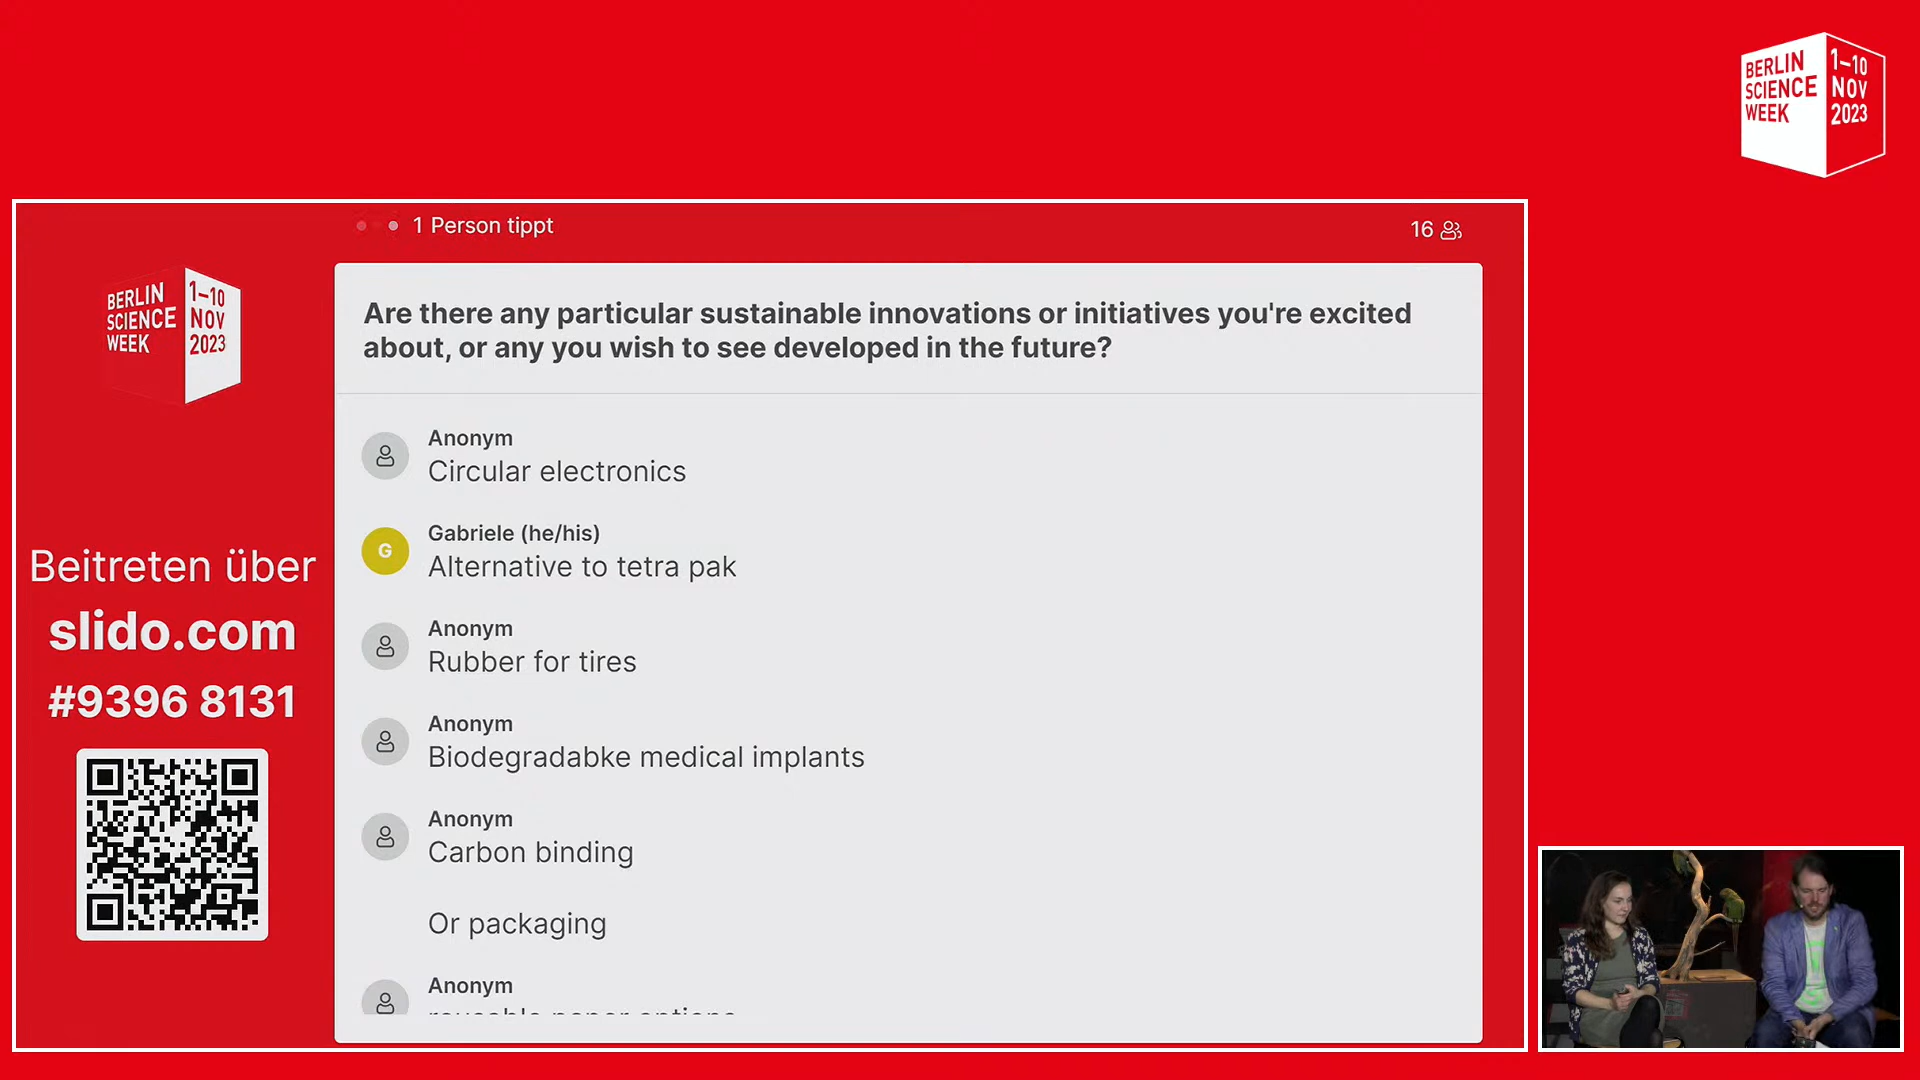 BERLIN
SCIENCE
WEEK
1–10
NOV
2023
1 Person tippt
16
BERLIN
SCIENCE
WEEK
1–10
NOV
2023
Beitreten über
slido.com
#9396 8131
Are there any particular sustainable innovations or initiatives you're excited
about, or any you wish to see developed in the future?
Anonym
Circular electronics
G
Gabriele (he/his)
Alternative to tetra pak
Anonym
Rubber for tires
Anonym
Biodegradabke medical implants
Anonym
Carbon binding
Or packaging
Anonym
reusable paper options